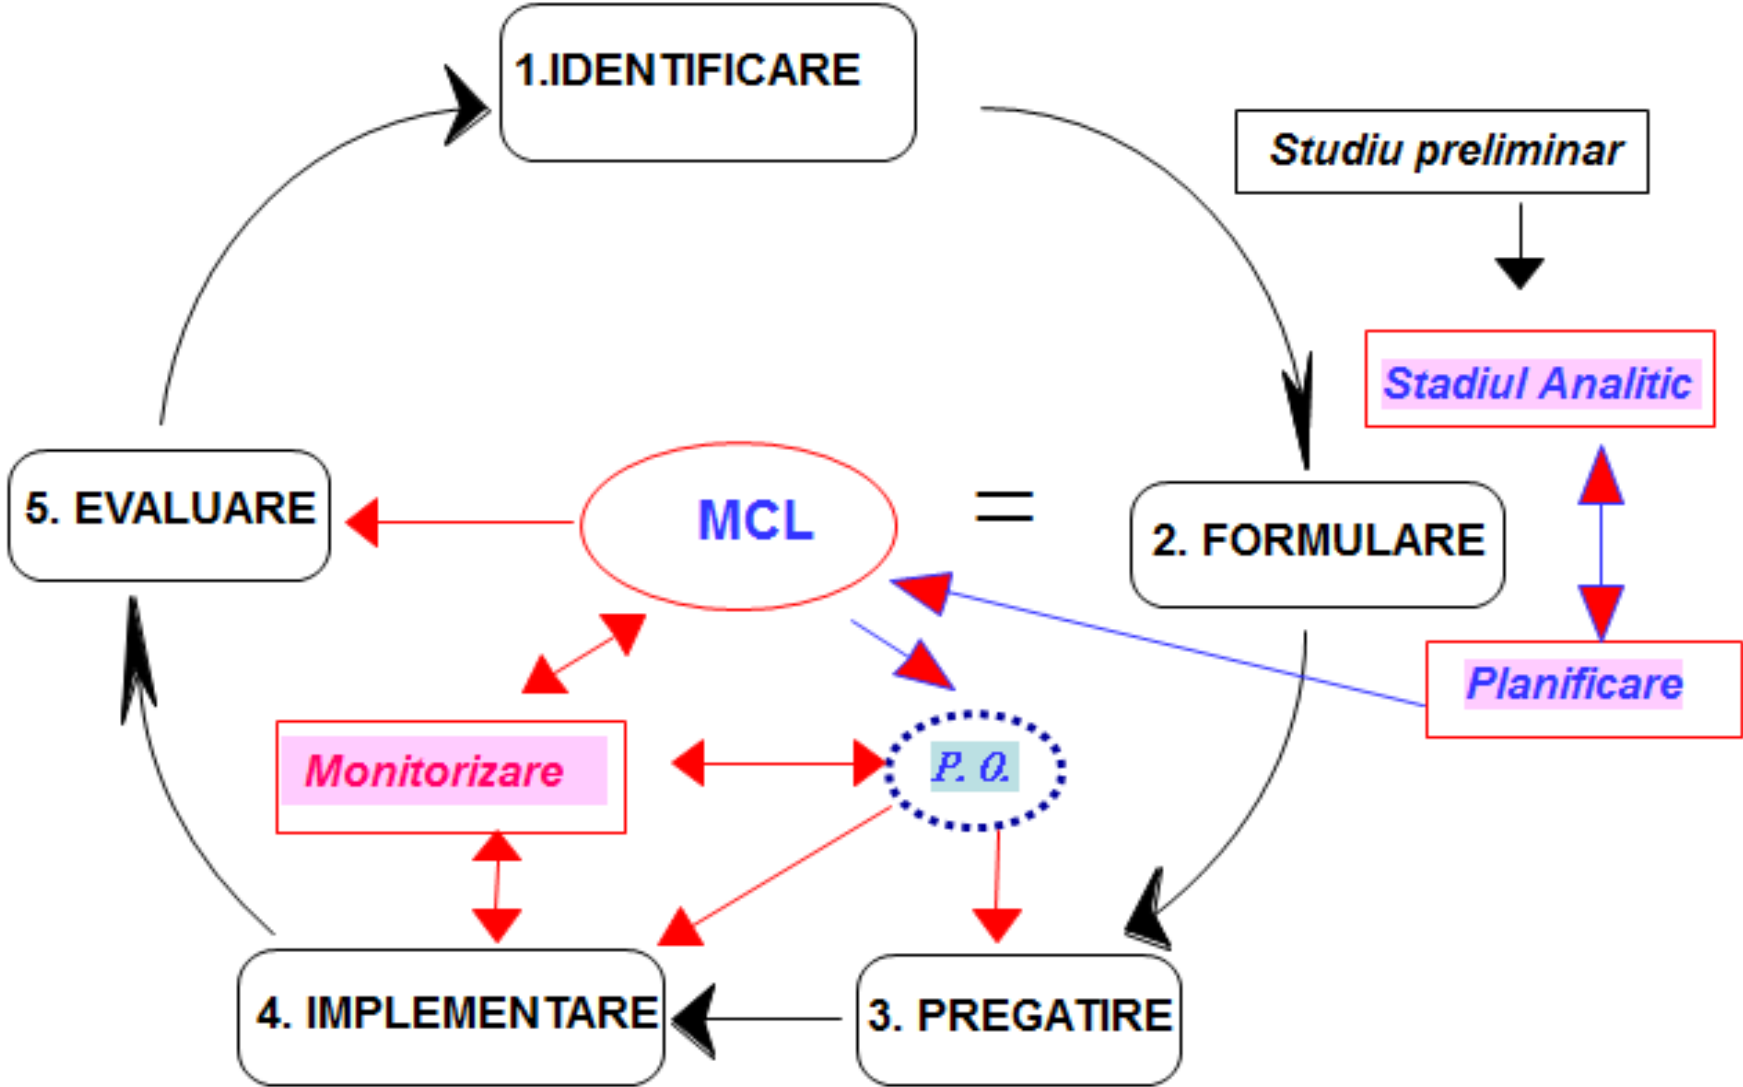 1.IDENTIFICARE
Studiu preliminar
Stadiul Analitic
5. EVALUARE
MCL
=
2. FORMULARE
Planificare
Monitorizare
P. O.
4. IMPLEMENTARE
3. PREGATIRE